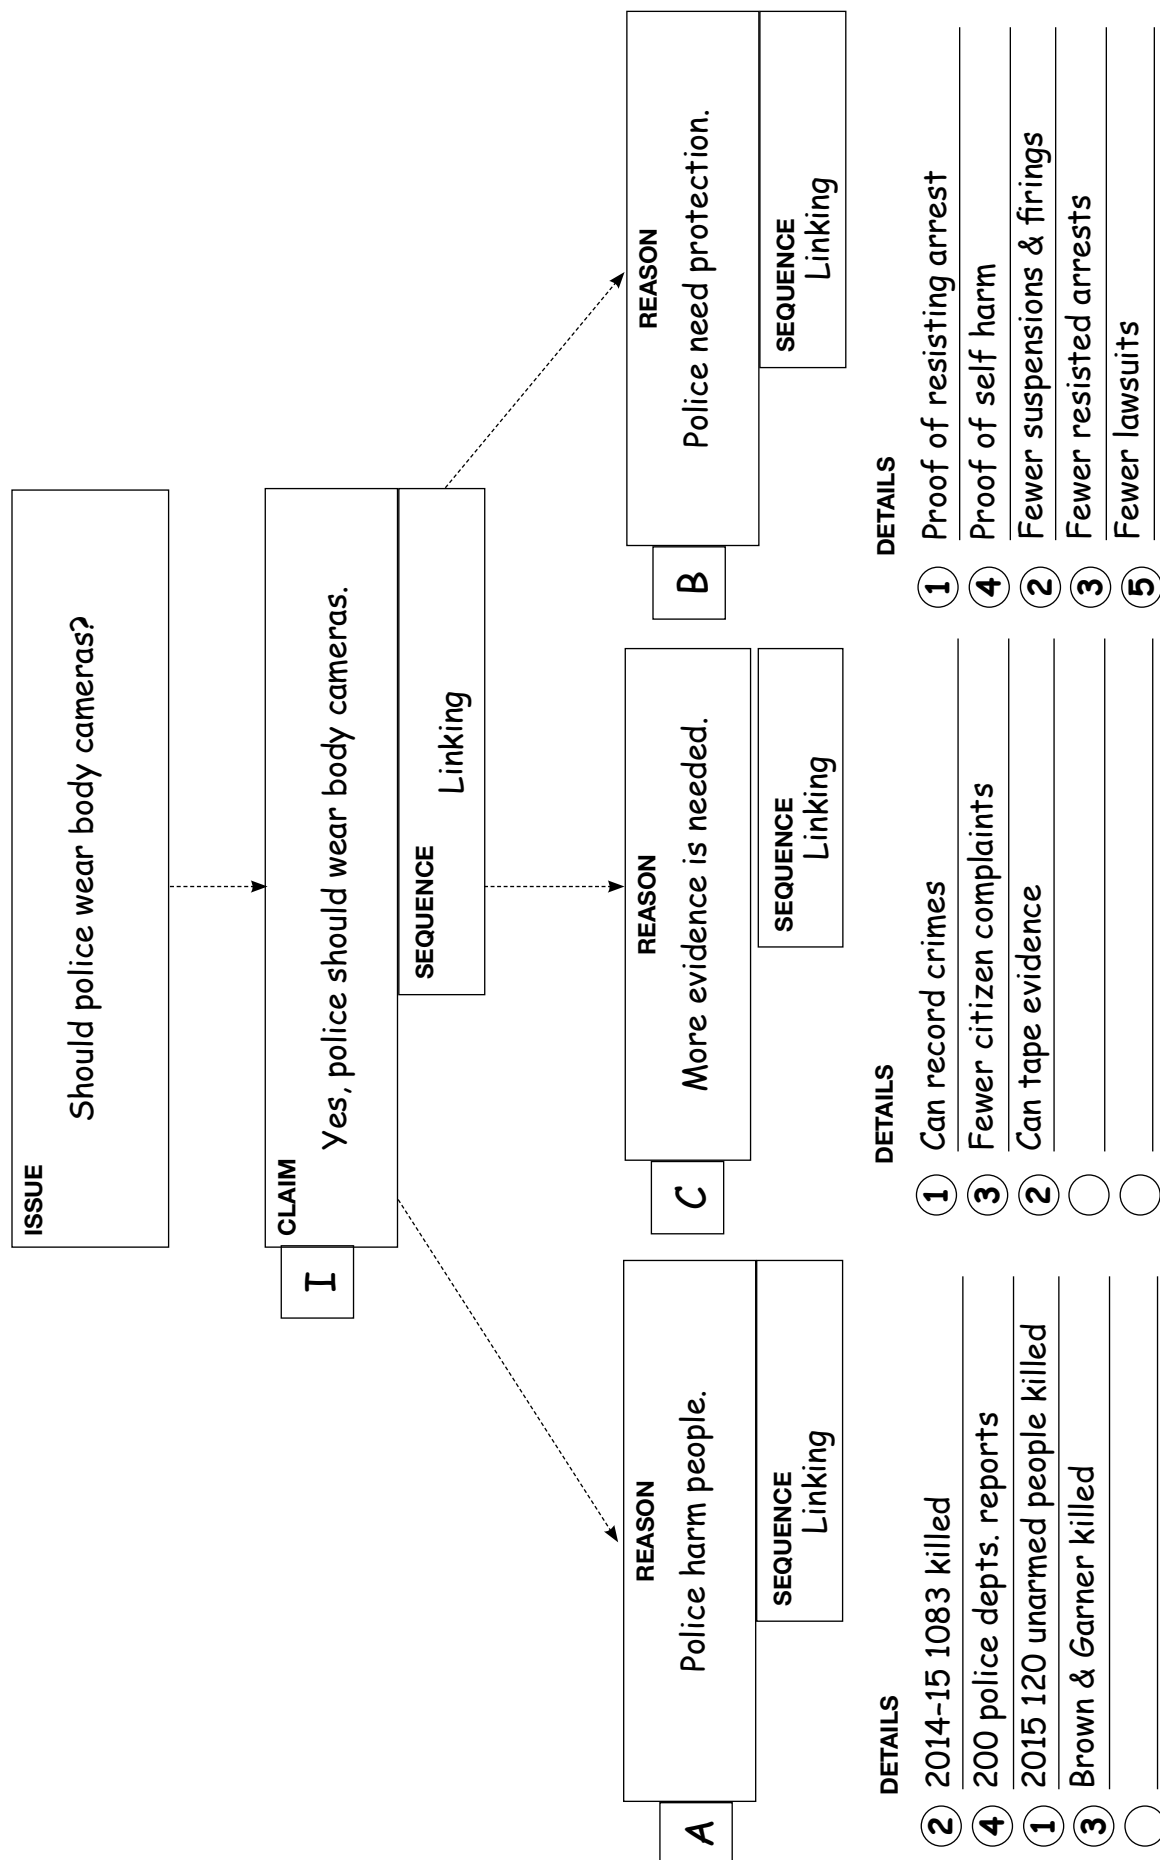 ISSUE
Should police wear body cameras?
I
CLAIM
Yes, police should wear body cameras.
SEQUENCE
Linking
A
REASON
Police harm people.
SEQUENCE
Linking
DETAILS
2 2014-15 1083 killed
4 200 police depts. reports
1 2015 120 unarmed people killed
3 Brown & Garner killed
C
REASON
More evidence is needed.
SEQUENCE
Linking
DETAILS
1 Can record crimes
3 Fewer citizen complaints
2 Can tape evidence
B
REASON
Police need protection.
SEQUENCE
Linking
DETAILS
1 Proof of resisting arrest
4 Proof of self harm
2 Fewer suspensions & firings
3 Fewer resisted arrests
5 Fewer lawsuits